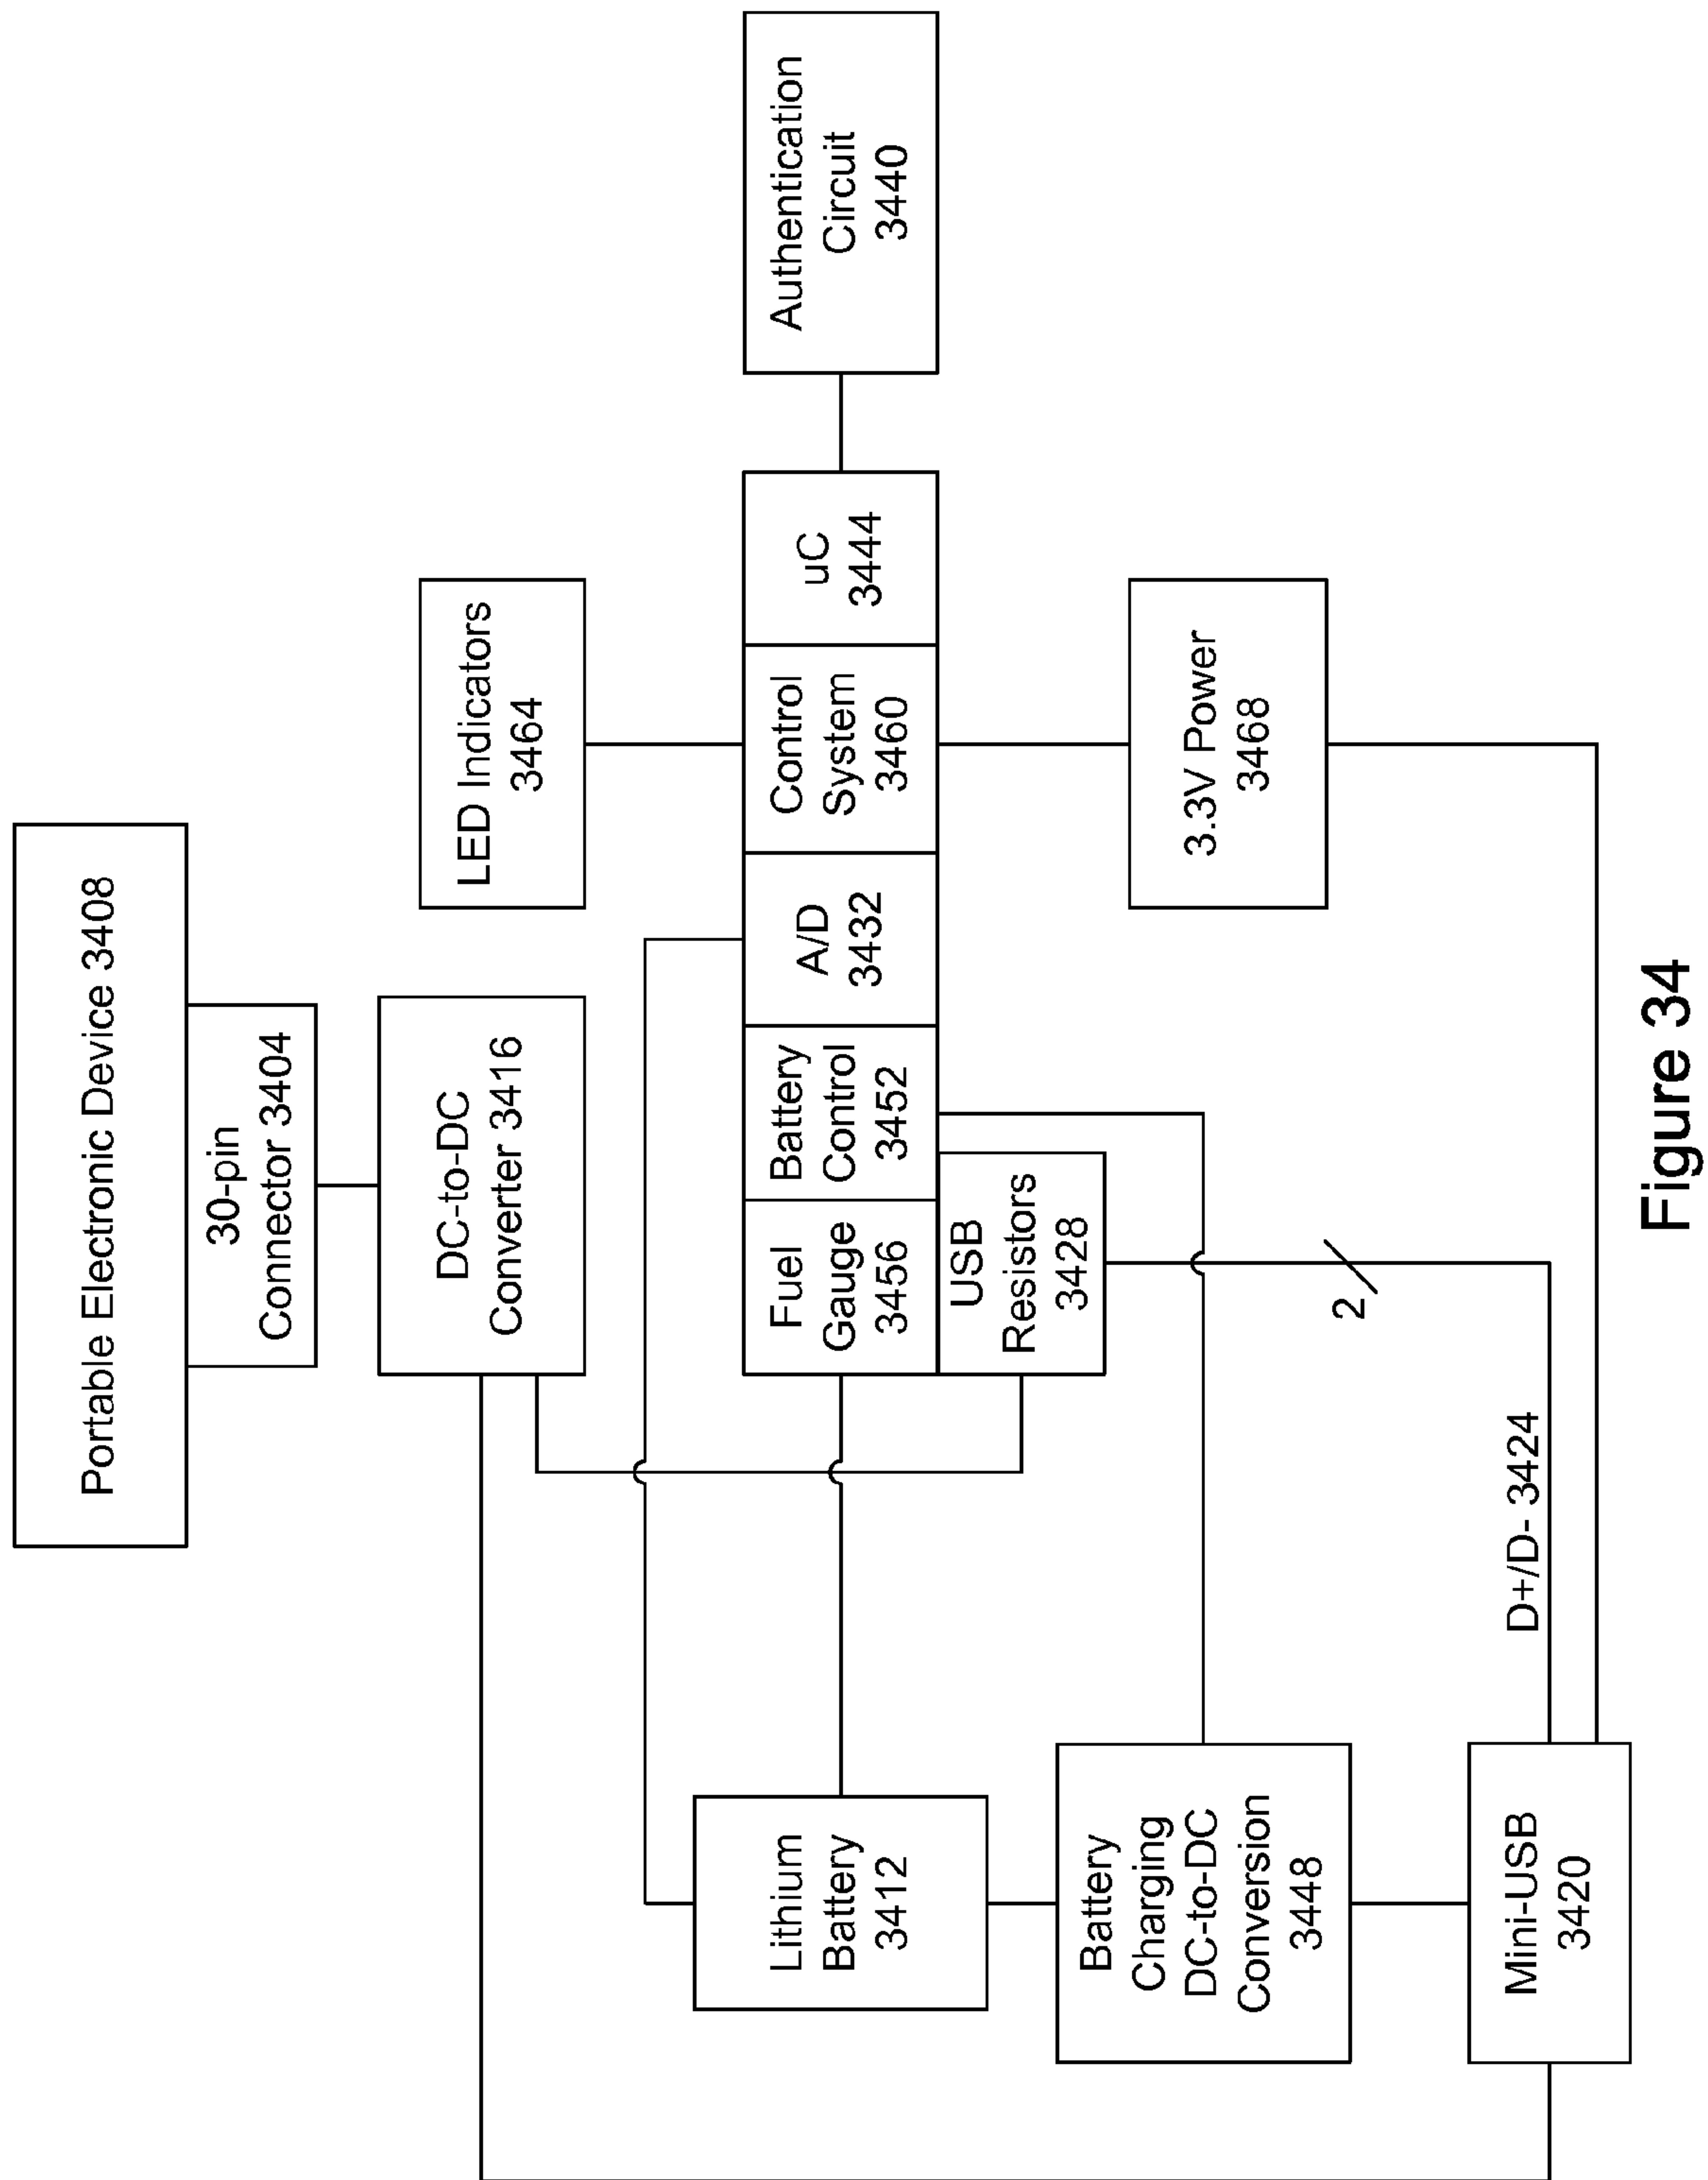 Portable Electronic Device 3408
30-pin
Connector 3404
DC-to-DC
Converter 3416
LED Indicators
3464
Lithium
Battery
3412
Fuel
Gauge
3456
Battery
Control
3452
A/D
3432
Control
System
3460
uC
3444
Authentication
Circuit
3440
USB
Resistors
3428
Battery
Charging
DC-to-DC
Conversion
3448
3.3V Power
3468
2
D+/D- 3424
Mini-USB
3420
Figure 34